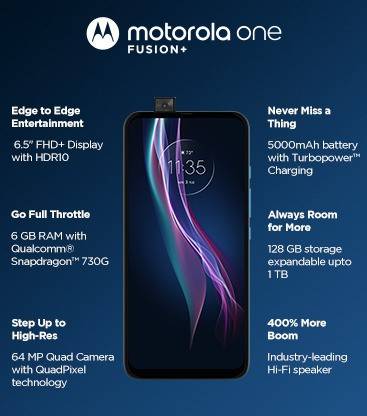 motorola one
FUSION+
Edge to Edge
Entertainment
6.5" FHD+ Display
with HDR10
Go Full Throttle
6 GB RAM with
Qualcomm®
Snapdragon™ 730G
Step Up to
High-Res
64 MP Quad Camera
with QuadPixel
technology
11:35
Never Miss a
Thing
5000mAh battery
with Turbopower™
Charging
Always Room
for More
128 GB storage
expandable upto
1 TB
400% More
Boom
Industry-leading
Hi-Fi speaker